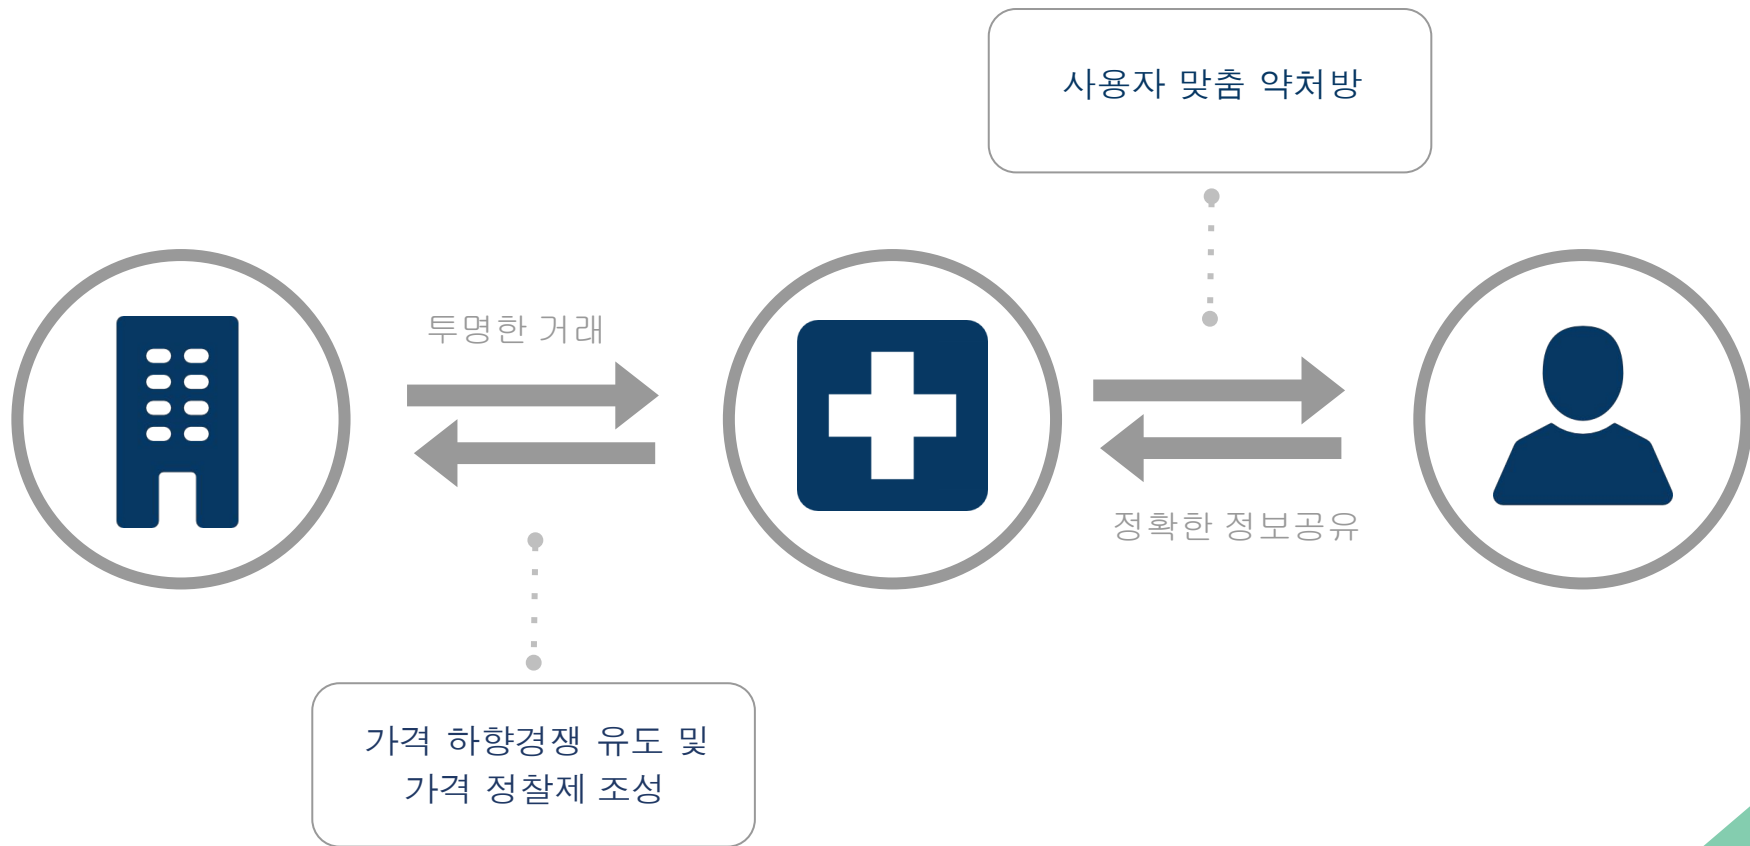 사용자 맞춤 약처방
투명한 거래
정확한 정보공유
가격 하향경쟁 유도 및
가격 정찰제 조성